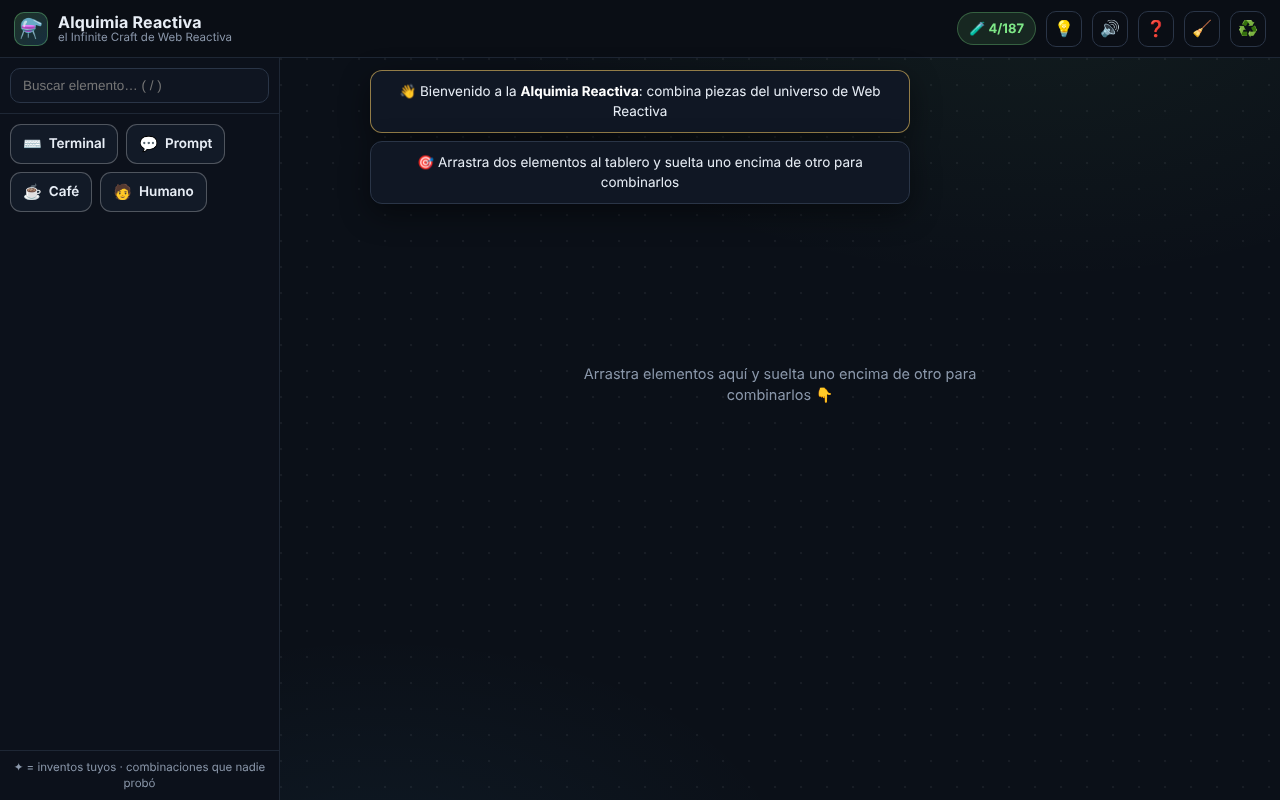 Alquimia Reactiva
el Infinite Craft de Web Reactiva
4/187
Buscar elemento… ( / )
Terminal
Prompt
Café
Humano
Bienvenido a la Alquimia Reactiva: combina piezas del universo de Web
Reactiva
Arrastra dos elementos al tablero y suelta uno encima de otro para
combinarlos
Arrastra elementos aquí y suelta uno encima de otro para
combinarlos
✦ = inventos tuyos · combinaciones que nadie
probó